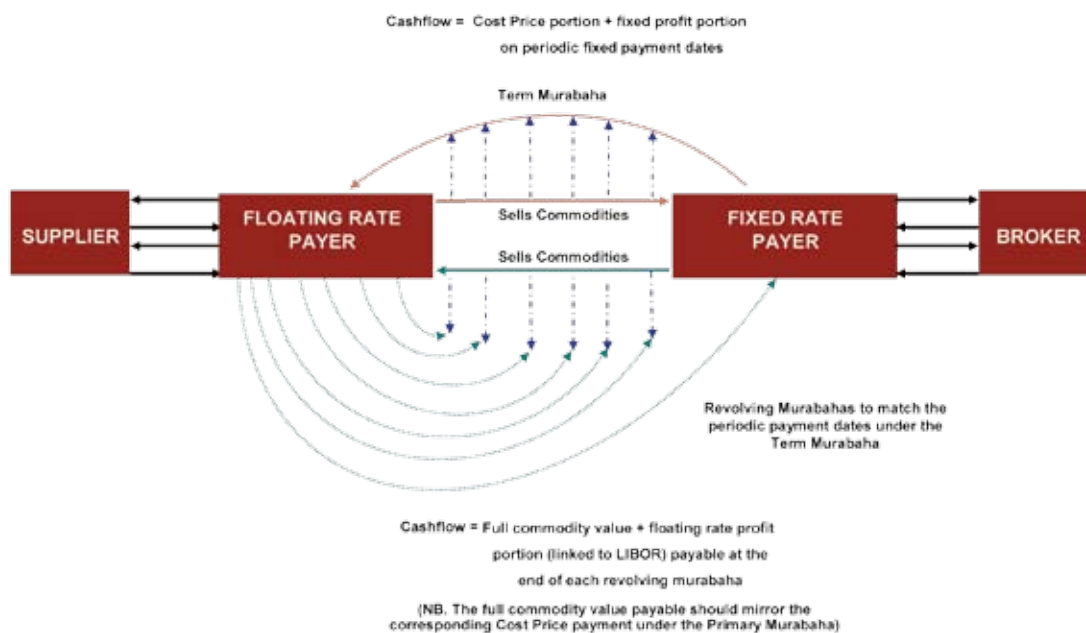 Cashflow = Cost Price portion + fixed profit portion
on periodic fixed payment dates
Term Murabaha
SUPPLIER
FLOATING RATE
PAYER
Sells Commodities
Sells Commodities
FIXED RATE
PAYER
BROKER
Revolving Murabahas to match the
periodic payment dates under the
Term Murabaha
Cashflow = Full commodity value + floating rate profit
portion (linked to LIBOR) payable at the
end of each revolving murabaha
(NB. The full commodity value payable should mirror the
corresponding Cost Price payment under the Primary Murabaha)